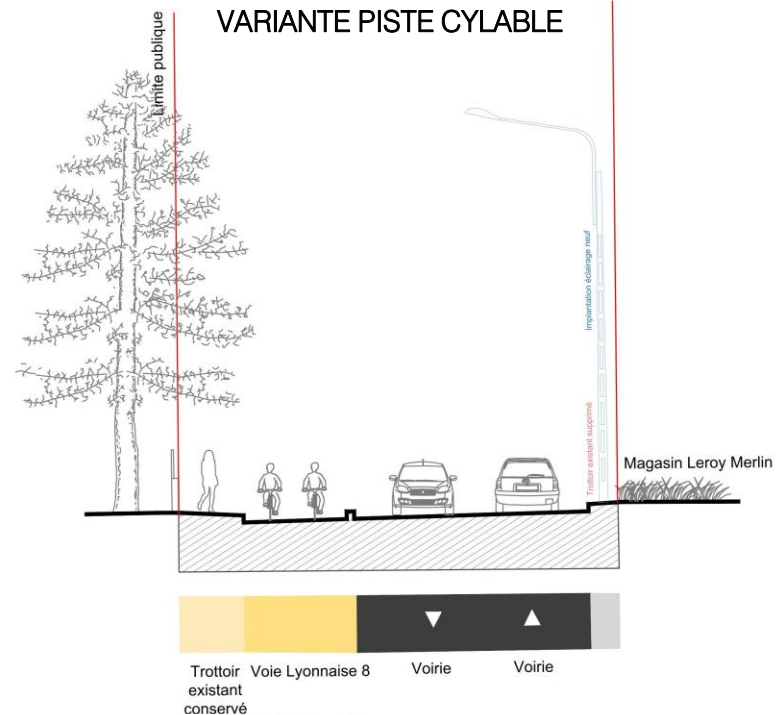 VARIANTE PISTE CYLABLE
Limite publique
Implantation éclairage neuf
Trottoir existant supprimé
Magasin Leroy Merlin
Trottoir
existant
conservé
Voie Lyonnaise 8
Voirie
Voirie